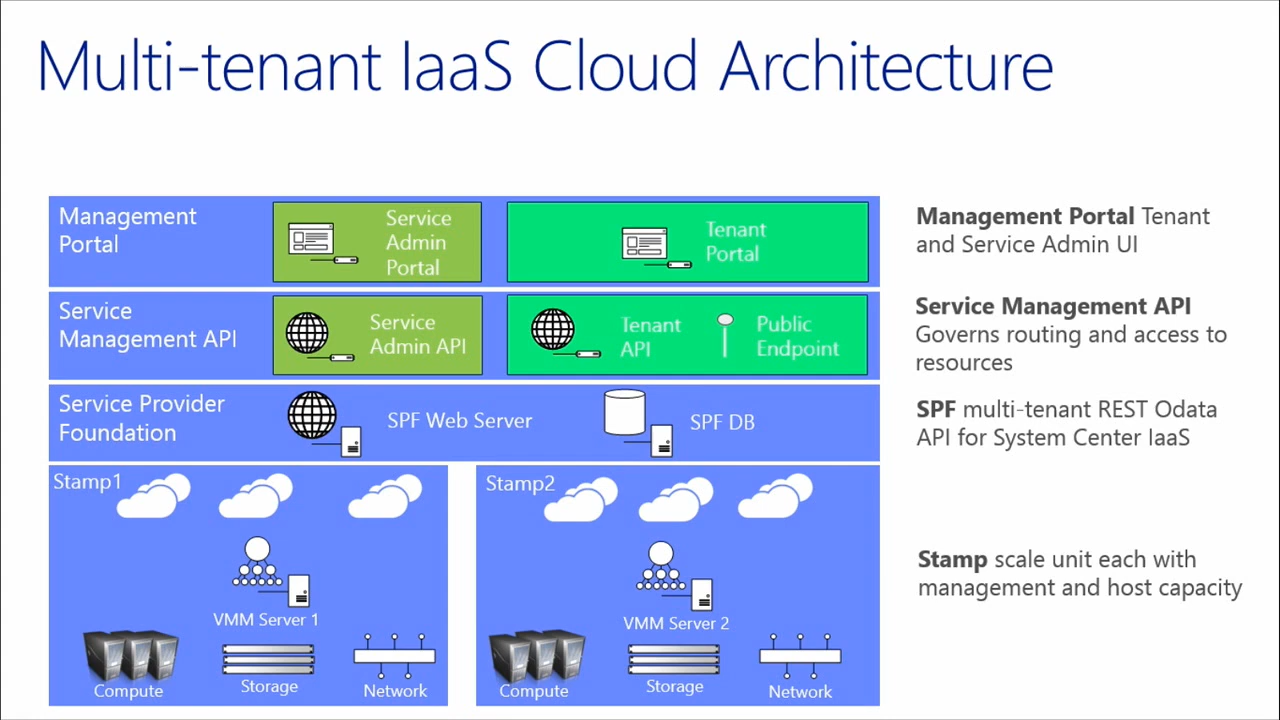 Multi-tenant IaaS Cloud Architecture
Management
Portal
Service
Admin
Portal
Tenant
Portal
Management Portal Tenant
and Service Admin UI
Service
Management API
Service
Admin API
Tenant
API
Public
Endpoint
Service Management API
Governs routing and access to
resources
Service Provider
Foundation
SPF Web Server
SPF DB
SPF multi-tenant REST Odata
API for System Center IaaS
Stamp1
VMM Server 1
Compute
Storage
Network
Stamp2
VMM Server 2
Compute
Storage
Network
Stamp scale unit each with
management and host capacity